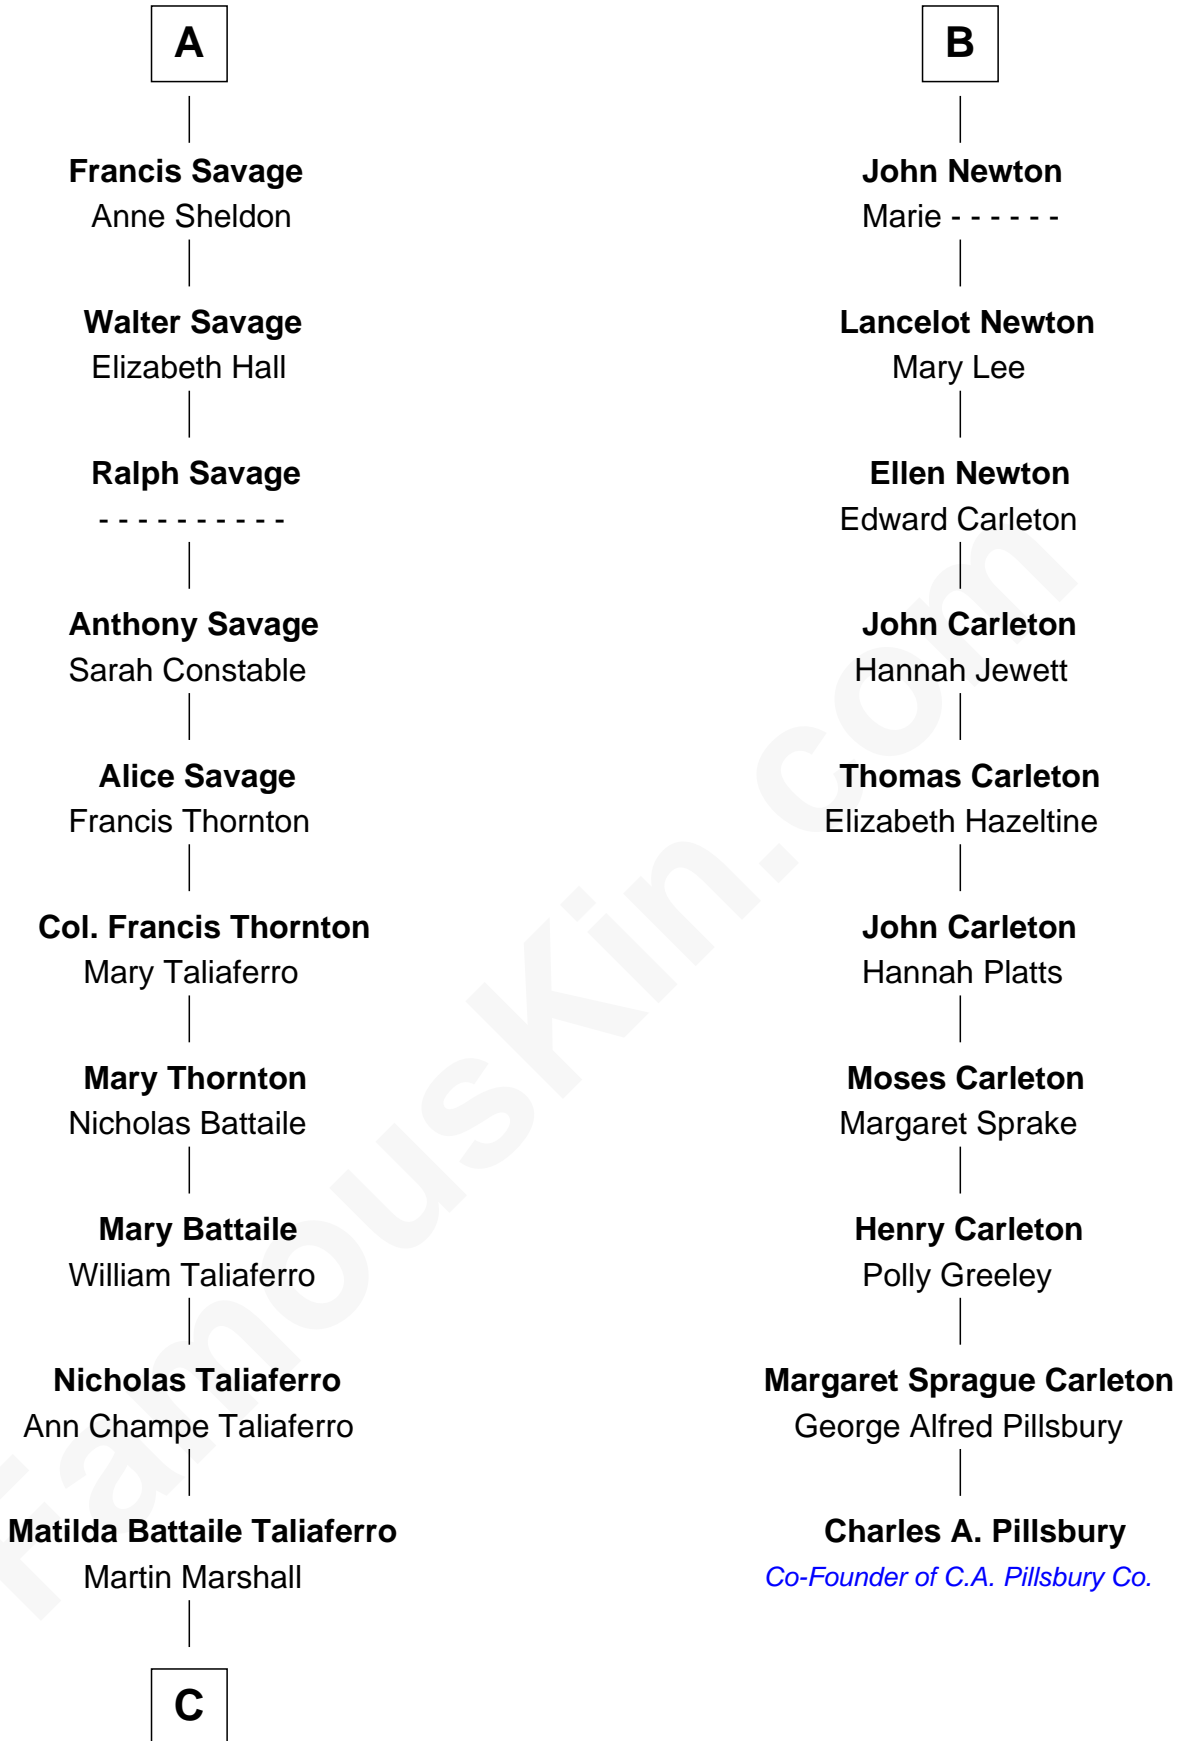 A
Francis Savage
Anne Sheldon
Walter Savage
Elizabeth Hall
Ralph Savage
- - - - - - - - - -
Anthony Savage
Sarah Constable
Alice Savage
Francis Thornton
Col. Francis Thornton
Mary Taliaferro
Mary Thornton
Nicholas Battaile
Mary Battaile
William Taliaferro
Nicholas Taliaferro
Ann Champe Taliaferro
Matilda Battaile Taliaferro
Martin Marshall
C
B
John Newton
Marie - - - - - -
Lancelot Newton
Mary Lee
Ellen Newton
Edward Carleton
John Carleton
Hannah Jewett
Thomas Carleton
Elizabeth Hazeltine
John Carleton
Hannah Platts
Moses Carleton
Margaret Sprake
Henry Carleton
Polly Greeley
Margaret Sprague Carleton
George Alfred Pillsbury
Charles A. Pillsbury
Co-Founder of C.A. Pillsbury Co.
FamousKin.com